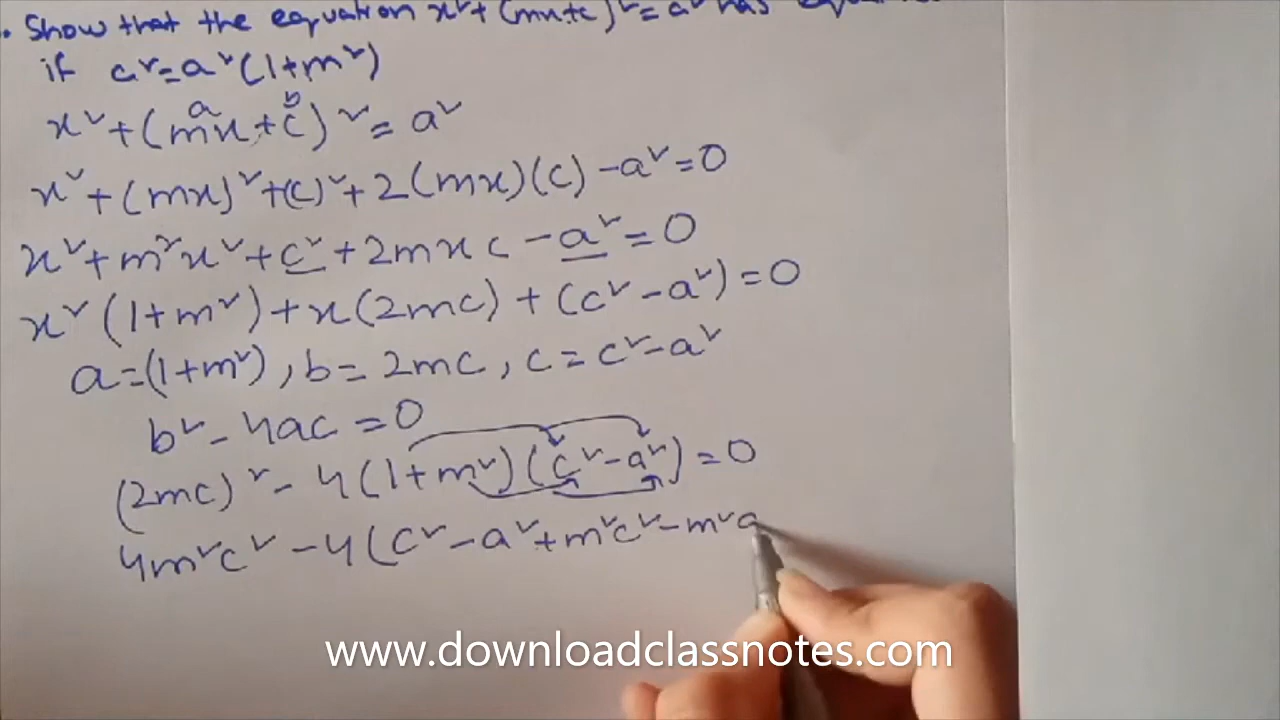 . Show that the equation x²+(mx+c)²=a² has
if c²=a²(1+m²)
a b
x²+(mx+c)²=a²
x²+(mx)²+(c)²+2(mx)(c)-a²=0
x²+m²x²+c²+2mxc-a²=0
x²(1+m²)+x(2mc)+(c²-a²)=0
a=(1+m²), b=2mc, c=c²-a²
b²-4ac=0
(2mc)²-4(1+m²)(c²-a²)=0
4m²c²-4(c²-a²+m²c²-m²a
www.downloadclassnotes.com